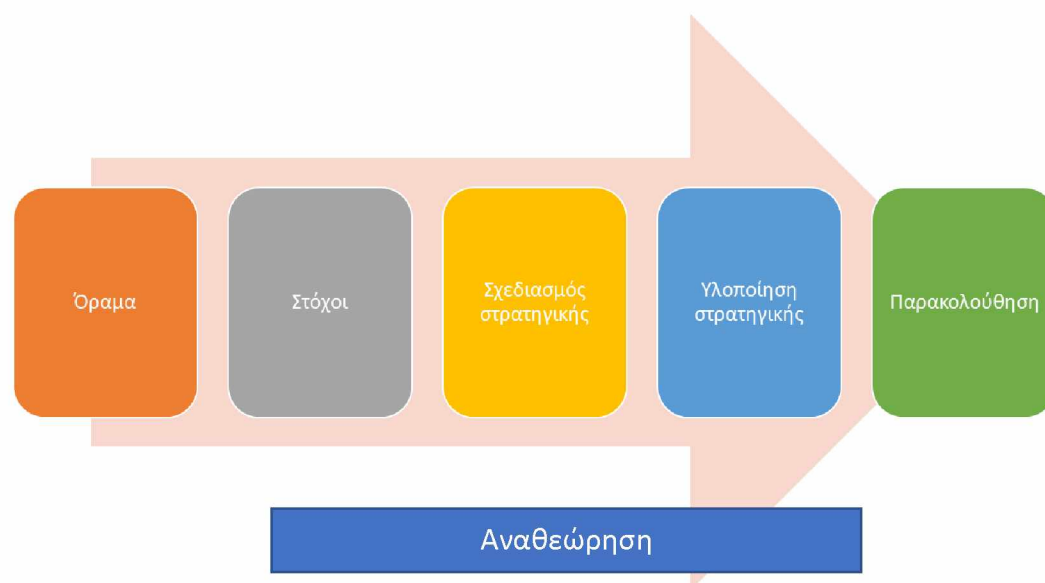 Όραμα
Στόχοι
Σχεδιασμός
στρατηγικής
Υλοποίηση
στρατηγικής
Παρακολούθηση
Αναθεώρηση